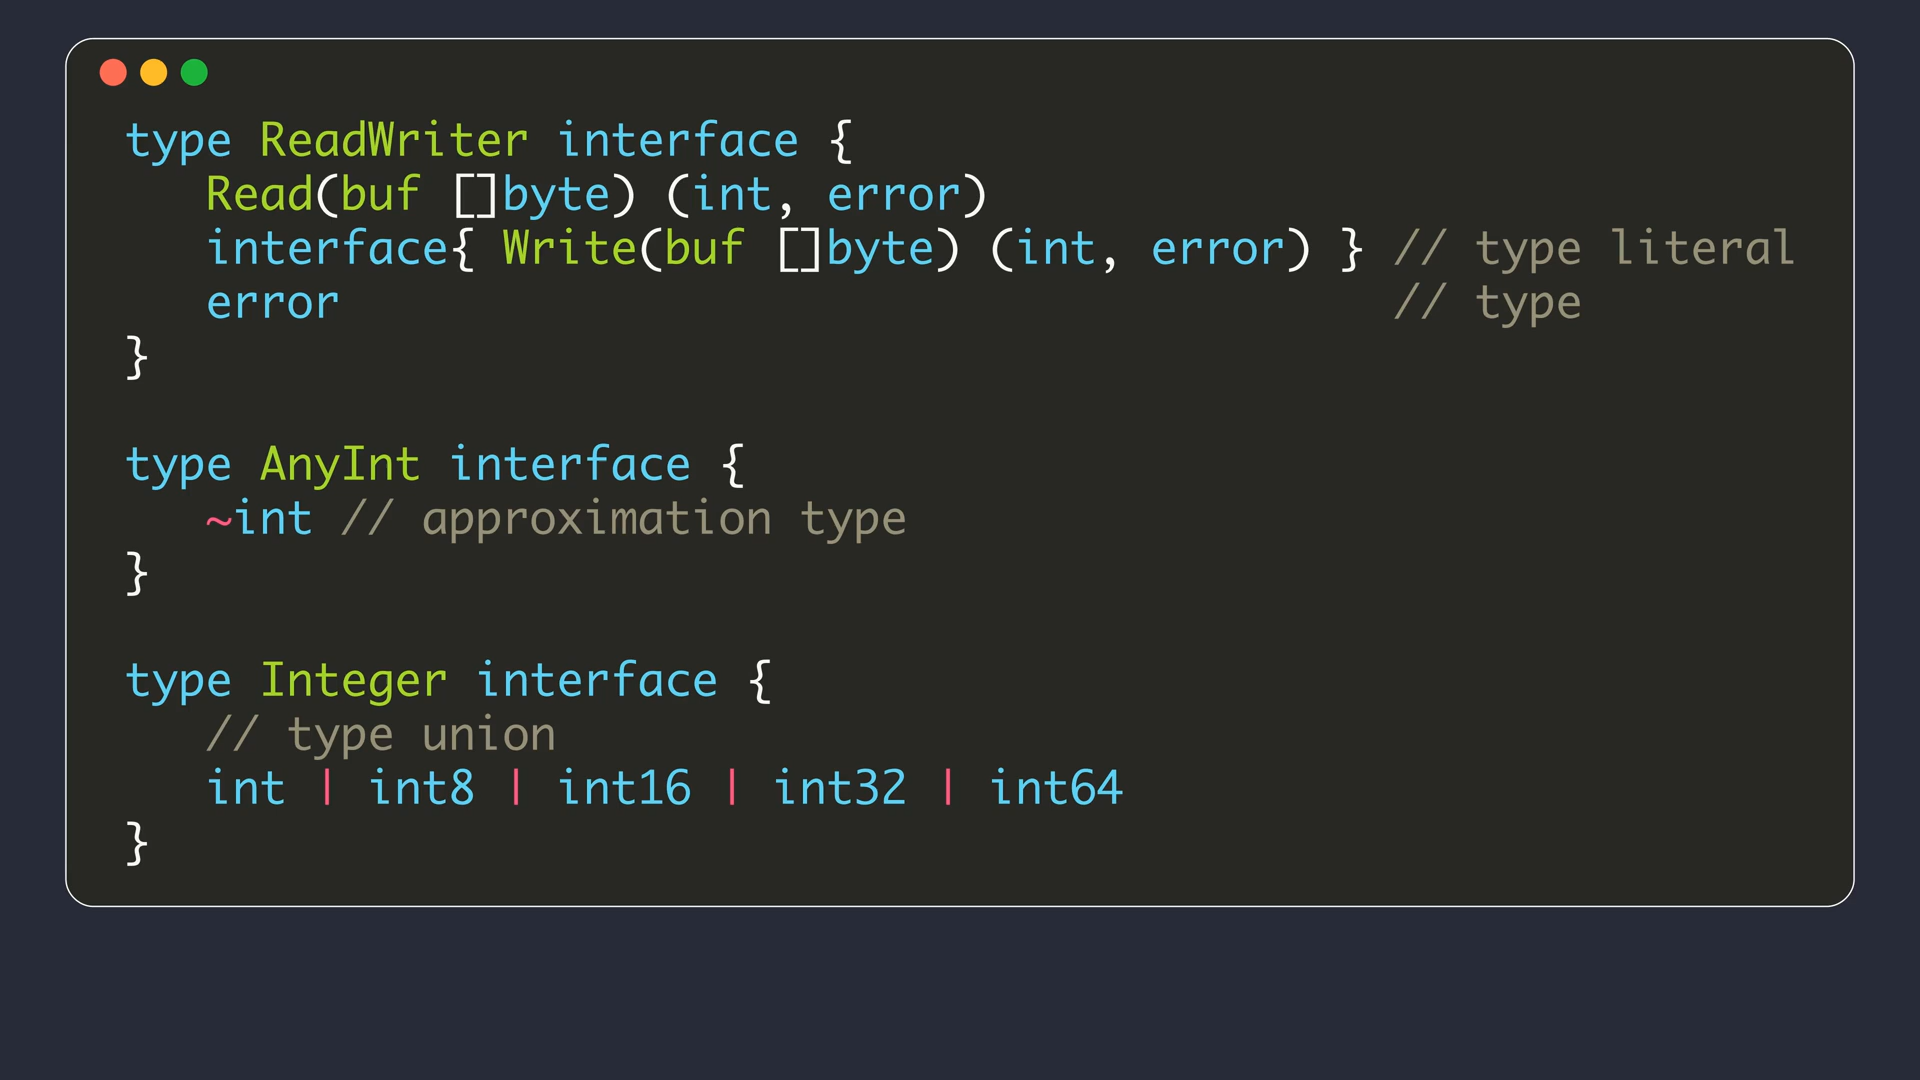 type ReadWriter interface {
   Read(buf []byte) (int, error)
   interface{ Write(buf []byte) (int, error) } // type literal
   error                                       // type
}
type AnyInt interface {
   ~int // approximation type
}
type Integer interface {
   // type union
   int | int8 | int16 | int32 | int64
}